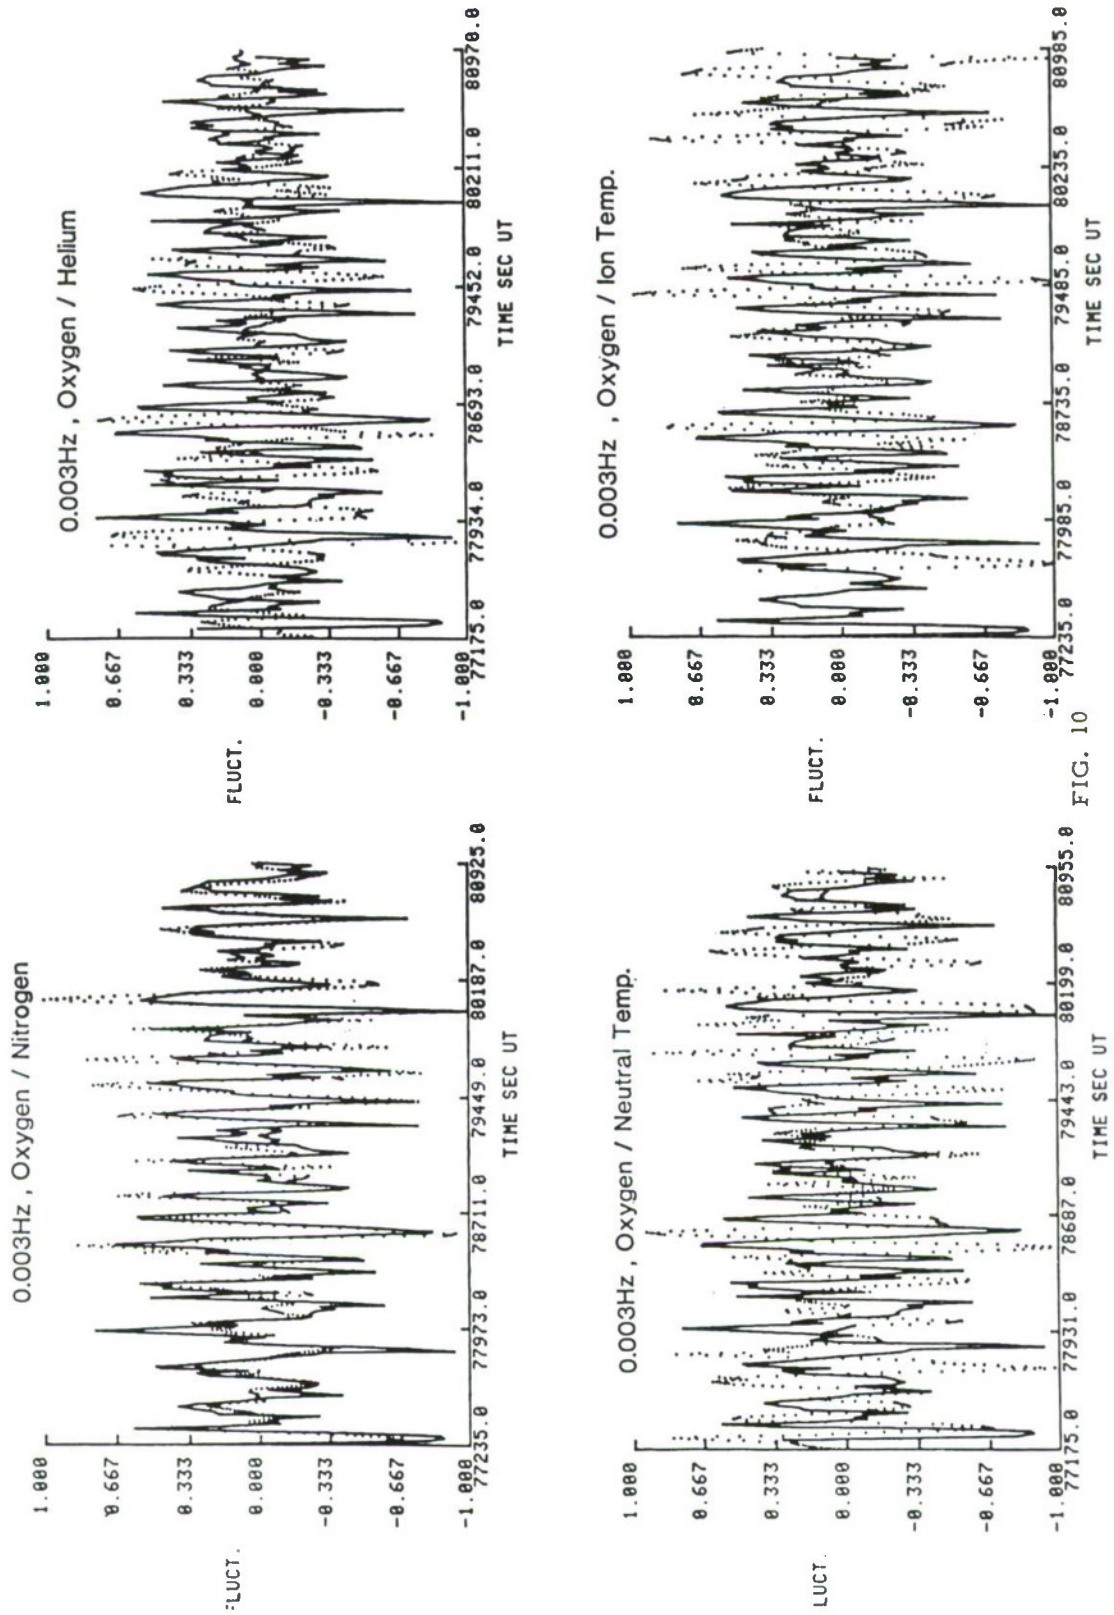 0.003Hz , Oxygen / Nitrogen
1.000
0.667
0.333
FLUCT.
0.000
-0.333
-0.667
-1.000
77235.0 77973.0 78711.0 79449.0 80187.0 80925.0
TIME SEC UT
0.003Hz , Oxygen / Helium
1.000
0.667
0.333
FLUCT.
0.000
-0.333
-0.667
-1.000
77175.0 77934.0 78693.0 79452.0 80211.0 80970.0
TIME SEC UT
0.003Hz , Oxygen / Neutral Temp.
1.000
0.667
0.333
LUCT.
0.000
-0.333
-0.667
-1.000
77175.0 77931.0 78687.0 79443.0 80199.0 80955.0
TIME SEC UT
0.003Hz , Oxygen / Ion Temp.
1.000
0.667
0.333
FLUCT.
0.000
-0.333
-0.667
-1.000
77235.0 77985.0 78735.0 79485.0 80235.0 80985.0
TIME SEC UT
FIG. 10